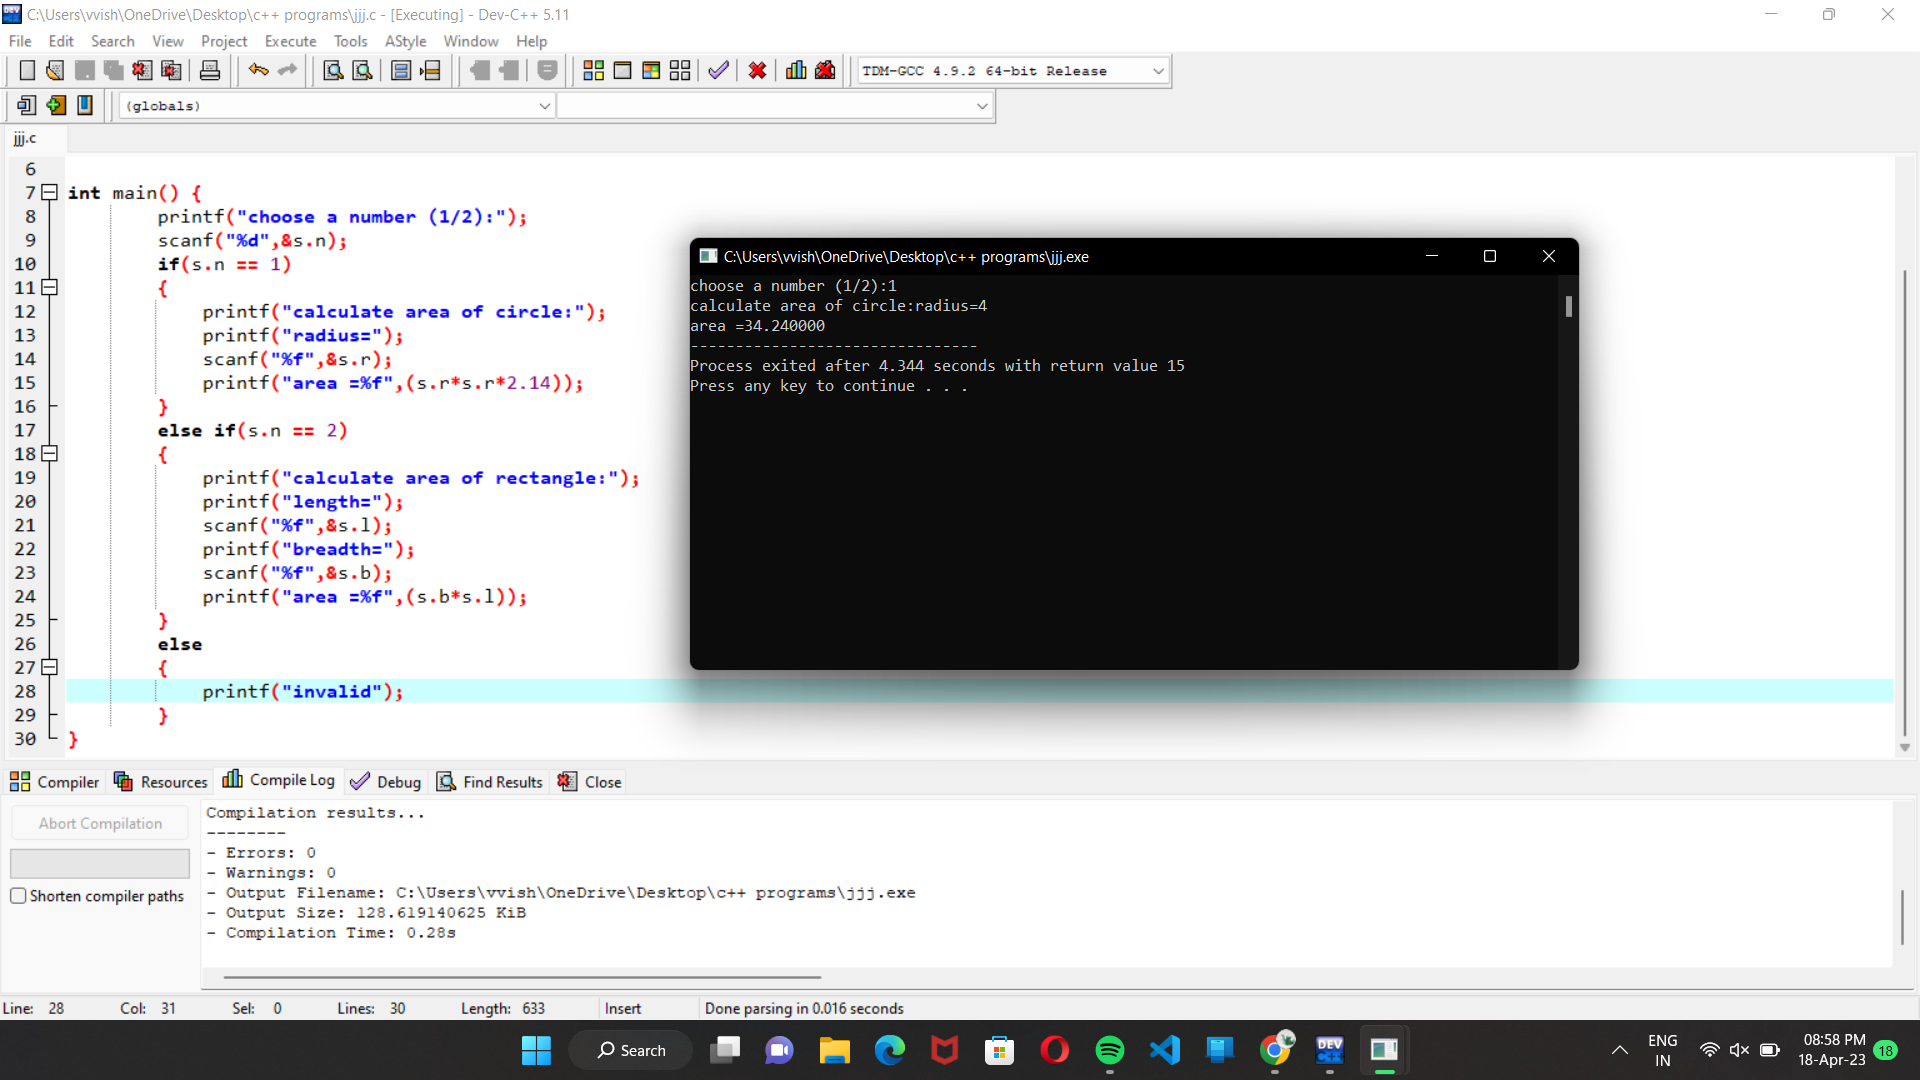 C:\Users\vvish\OneDrive\Desktop\c++ programs\jjj.c - [Executing] - Dev-C++ 5.11
File Edit Search View Project Execute Tools AStyle Window Help
TDM-GCC 4.9.2 64-bit Release
(globals)
jjj.c
6
7 int main() {
8 printf("choose a number (1/2):");
9 scanf("%d",&s.n);
10 if(s.n == 1)
11 {
12 printf("calculate area of circle:");
13 printf("radius=");
14 scanf("%f",&s.r);
15 printf("area =%f",(s.r*s.r*2.14));
16 }
17 else if(s.n == 2)
18 {
19 printf("calculate area of rectangle:");
20 printf("length=");
21 scanf("%f",&s.l);
22 printf("breadth=");
23 scanf("%f",&s.b);
24 printf("area =%f",(s.b*s.l));
25 }
26 else
27 {
28 printf("invalid");
29 }
30 }
C:\Users\vvish\OneDrive\Desktop\c++ programs\jjj.exe
choose a number (1/2):1
calculate area of circle:radius=4
area =34.240000
--------------------------------
Process exited after 4.344 seconds with return value 15
Press any key to continue . . .
Compiler Resources Compile Log Debug Find Results Close
Abort Compilation
Shorten compiler paths
Compilation results...
--------
- Errors: 0
- Warnings: 0
- Output Filename: C:\Users\vvish\OneDrive\Desktop\c++ programs\jjj.exe
- Output Size: 128.619140625 KiB
- Compilation Time: 0.28s
Line: 28 Col: 31 Sel: 0 Lines: 30 Length: 633 Insert Done parsing in 0.016 seconds
Search
DEV C++
ENG
IN
08:58 PM
18-Apr-23
18